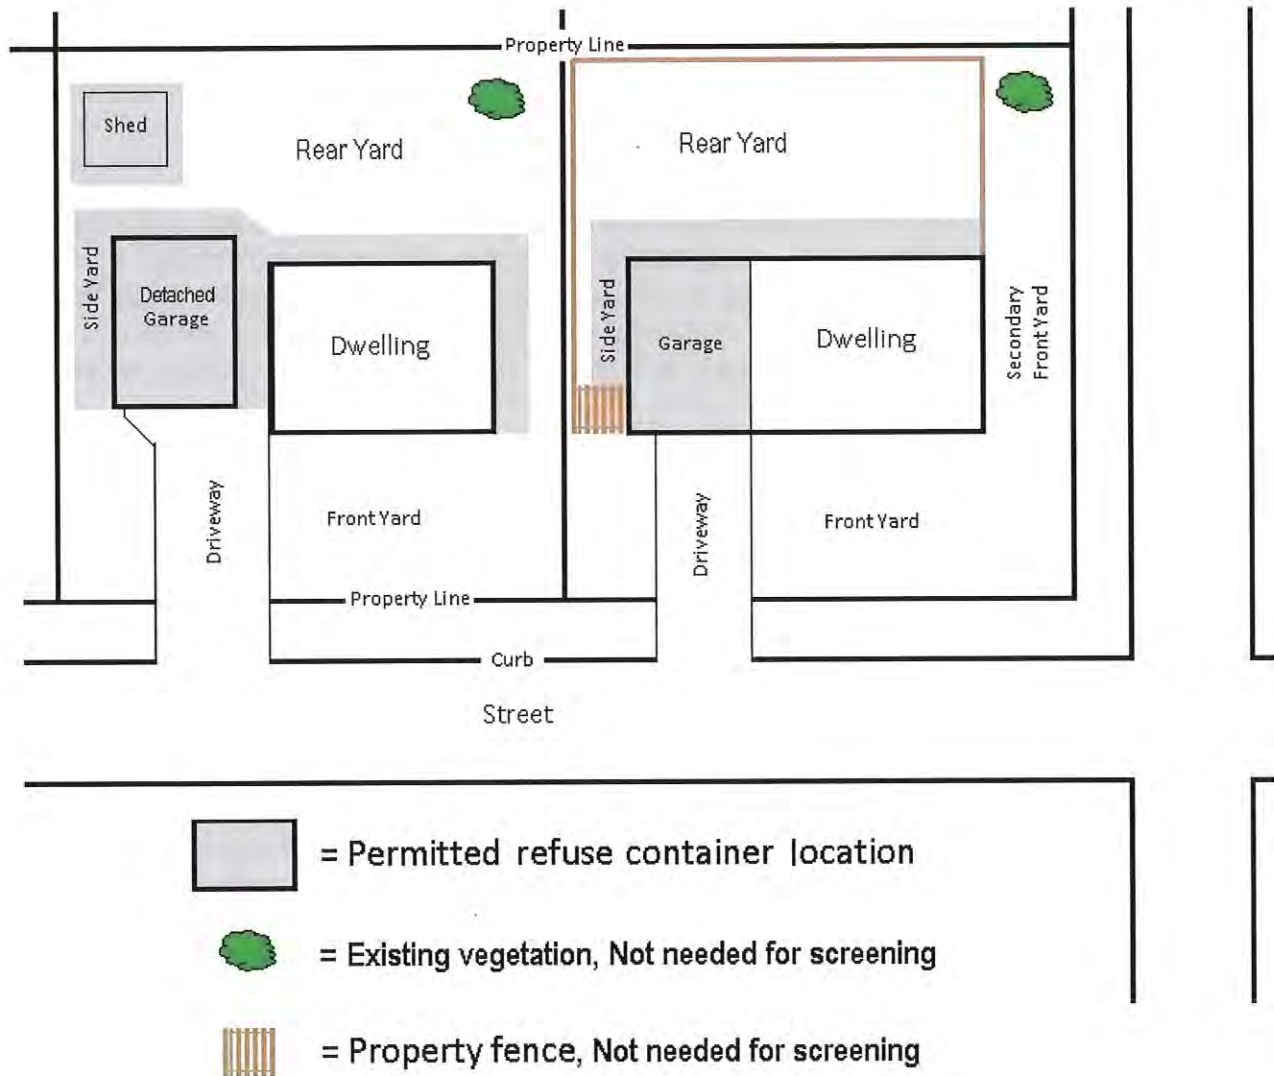 Property Line
Shed
Rear Yard
Rear Yard
Side Yard
Detached
Garage
Dwelling
Side Yard
Garage
Dwelling
Secondary
Front Yard
Driveway
Front Yard
Driveway
Front Yard
Property Line
Curb
Street
= Permitted refuse container location
= Existing vegetation, Not needed for screening
= Property fence, Not needed for screening